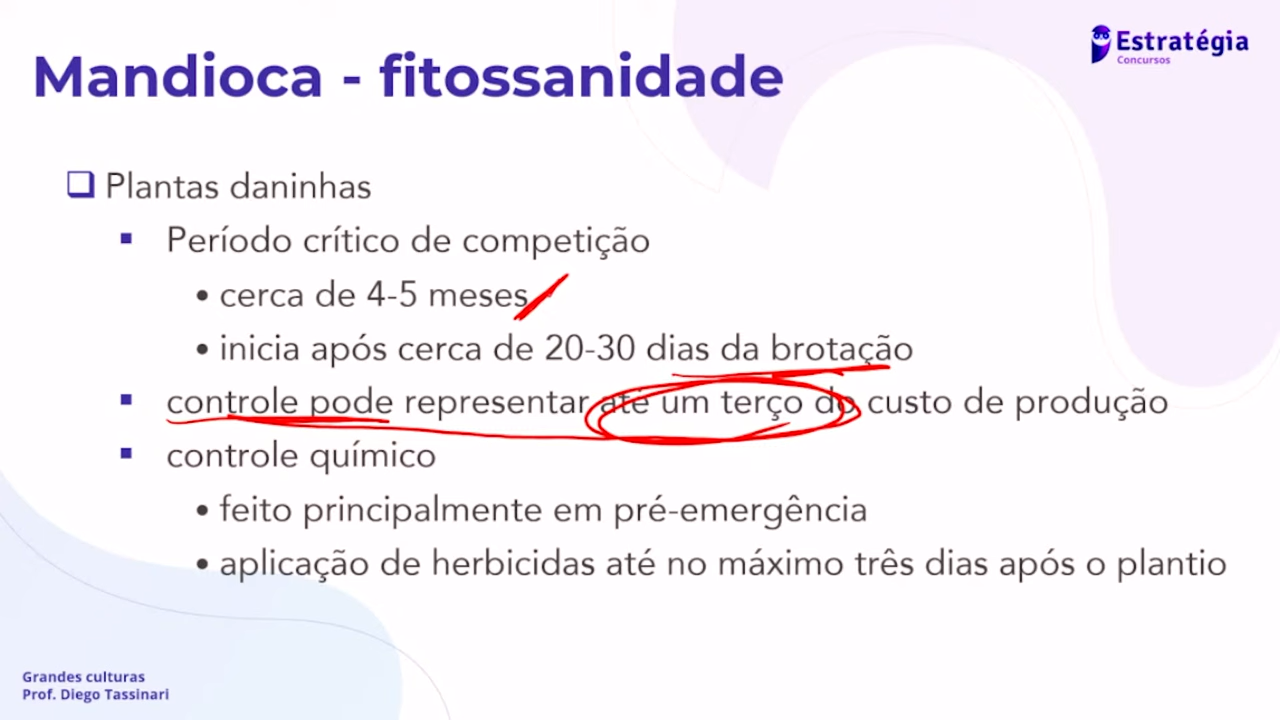 Estratégia
Concursos
Mandioca - fitossanidade
Plantas daninhas
Período crítico de competição
• cerca de 4-5 meses
• inicia após cerca de 20-30 dias da brotação
controle pode representar até um terço do custo de produção
controle químico
• feito principalmente em pré-emergência
• aplicação de herbicidas até no máximo três dias após o plantio
Grandes culturas
Prof. Diego Tassinari